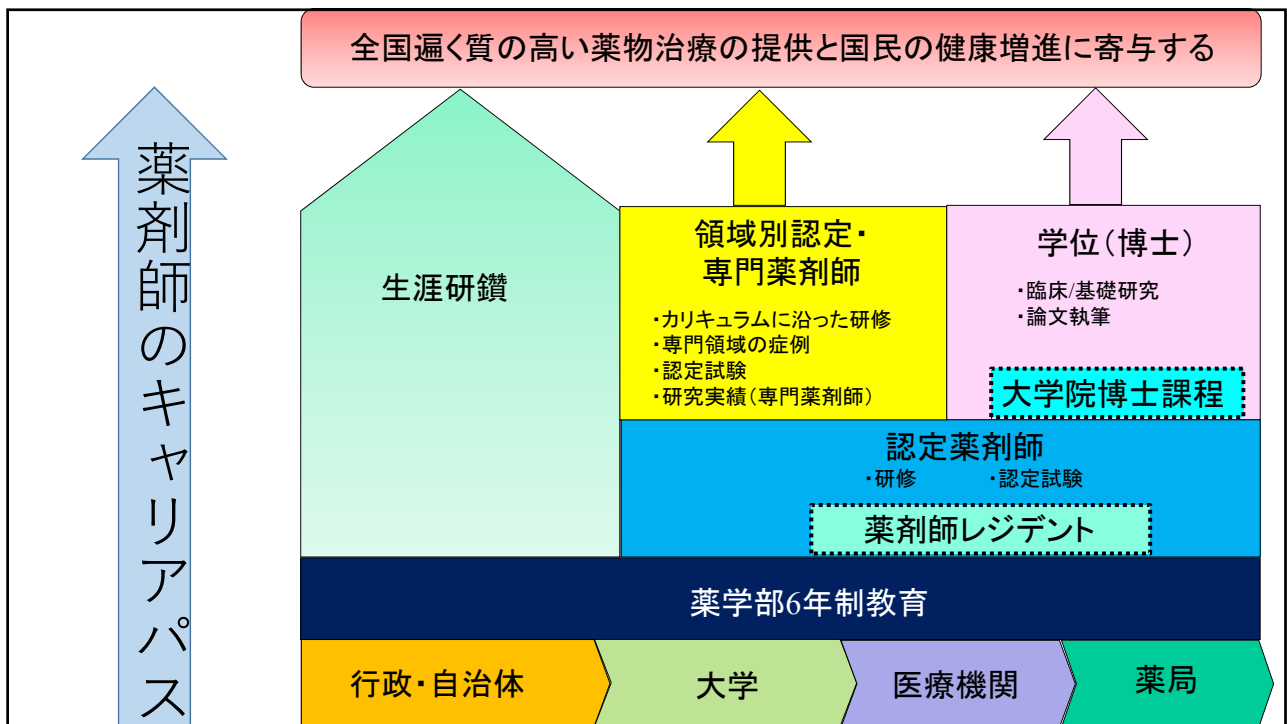 全国遍く質の高い薬物治療の提供と国民の健康増進に寄与する
薬剤師のキャリアパス
生涯研鑽
領域別認定・
専門薬剤師
・カリキュラムに沿った研修
・専門領域の症例
・認定試験
・研究実績(専門薬剤師)
学位(博士)
・臨床/基礎研究
・論文執筆
大学院博士課程
認定薬剤師
・研修 ・認定試験
薬剤師レジデント
薬学部6年制教育
行政・自治体 大学 医療機関 薬局